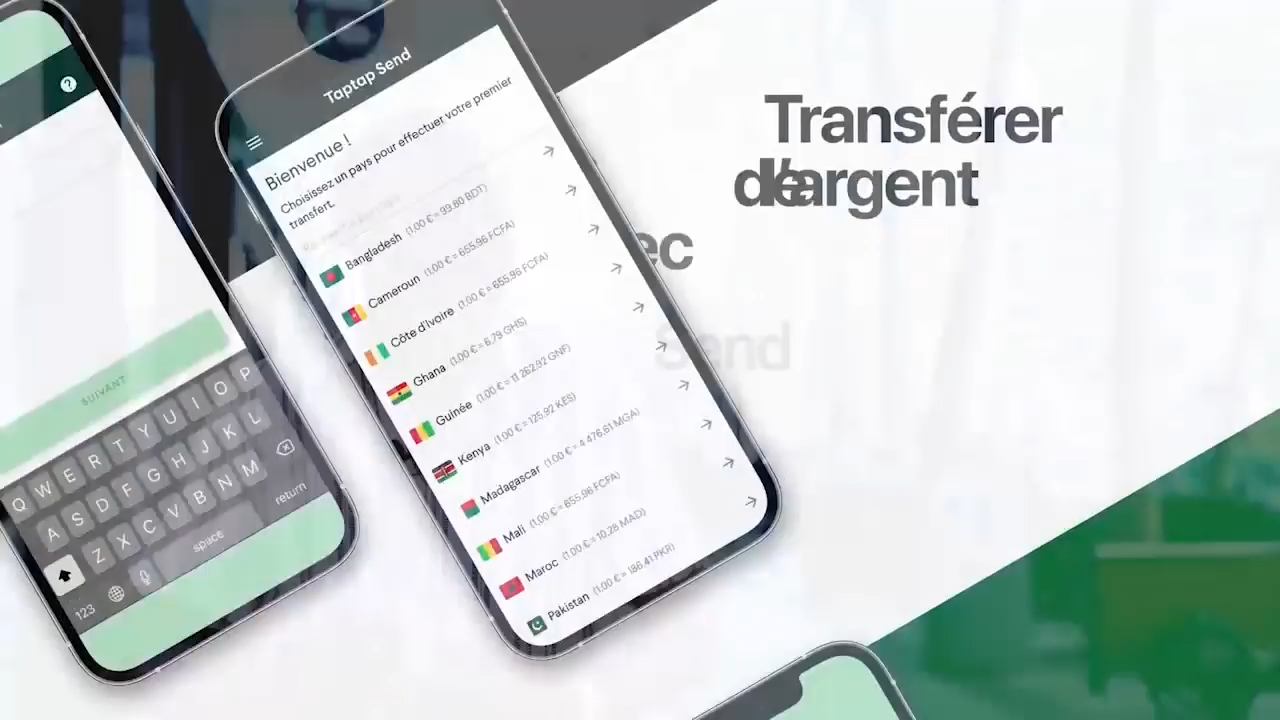 Taptap Send
Bienvenue !
Choisissez un pays pour effectuer votre premier
transfert.
Bangladesh (1.00 € = 99.80 BDT)
Cameroun (1.00 € = 655.96 FCFA)
Côte d'Ivoire (1.00 € = 655.96 FCFA)
Ghana (1.00 € = 6.79 GHS)
Guinée (1.00 € = 11 262.92 GNF)
Kenya (1.00 € = 125.92 KES)
Madagascar (1.00 € = 4 476.61 MGA)
Mali (1.00 € = 655.96 FCFA)
Maroc (1.00 € = 10.28 MAD)
Pakistan (1.00 € = 186.41 PKR)
Transférer
de l'argent
ec
Send
?
SUIVANT
Q W E R T Y U I O P
A S D F G H J K L
Z X C V B N M
123 space return